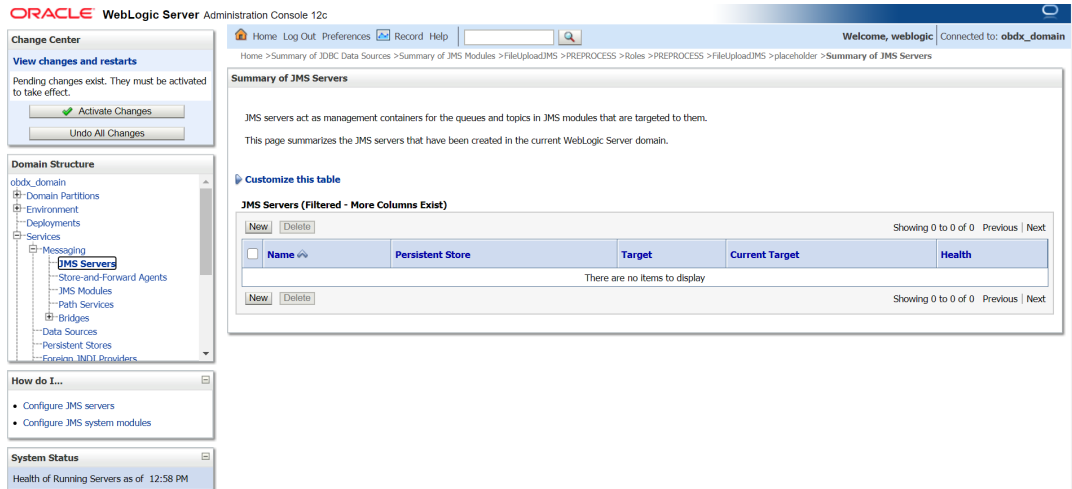 ORACLE WebLogic Server Administration Console 12c
Change Center
View changes and restarts
Pending changes exist. They must be activated
to take effect.
Activate Changes
Undo All Changes
Domain Structure
obdx_domain
Domain Partitions
Environment
Deployments
Services
Messaging
JMS Servers
Store-and-Forward Agents
JMS Modules
Path Services
Bridges
Data Sources
Persistent Stores
Foreign JNDI Providers
How do I...
Configure JMS servers
Configure JMS system modules
System Status
Health of Running Servers as of 12:58 PM
Home Log Out Preferences Record Help
Welcome, weblogic Connected to: obdx_domain
Home >Summary of JDBC Data Sources >Summary of JMS Modules >FileUploadJMS >PREPROCESS >Roles >PREPROCESS >FileUploadJMS >placeholder >Summary of JMS Servers
Summary of JMS Servers
JMS servers act as management containers for the queues and topics in JMS modules that are targeted to them.
This page summarizes the JMS servers that have been created in the current WebLogic Server domain.
Customize this table
JMS Servers (Filtered - More Columns Exist)
New Delete Showing 0 to 0 of 0 Previous | Next
Name Persistent Store Target Current Target Health
There are no items to display
New Delete Showing 0 to 0 of 0 Previous | Next